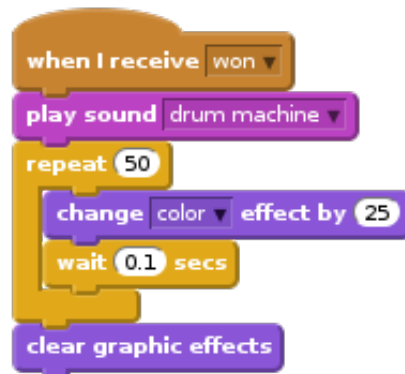 when I receive won
play sound drum machine
repeat 50
change color effect by 25
wait 0.1 secs
clear graphic effects